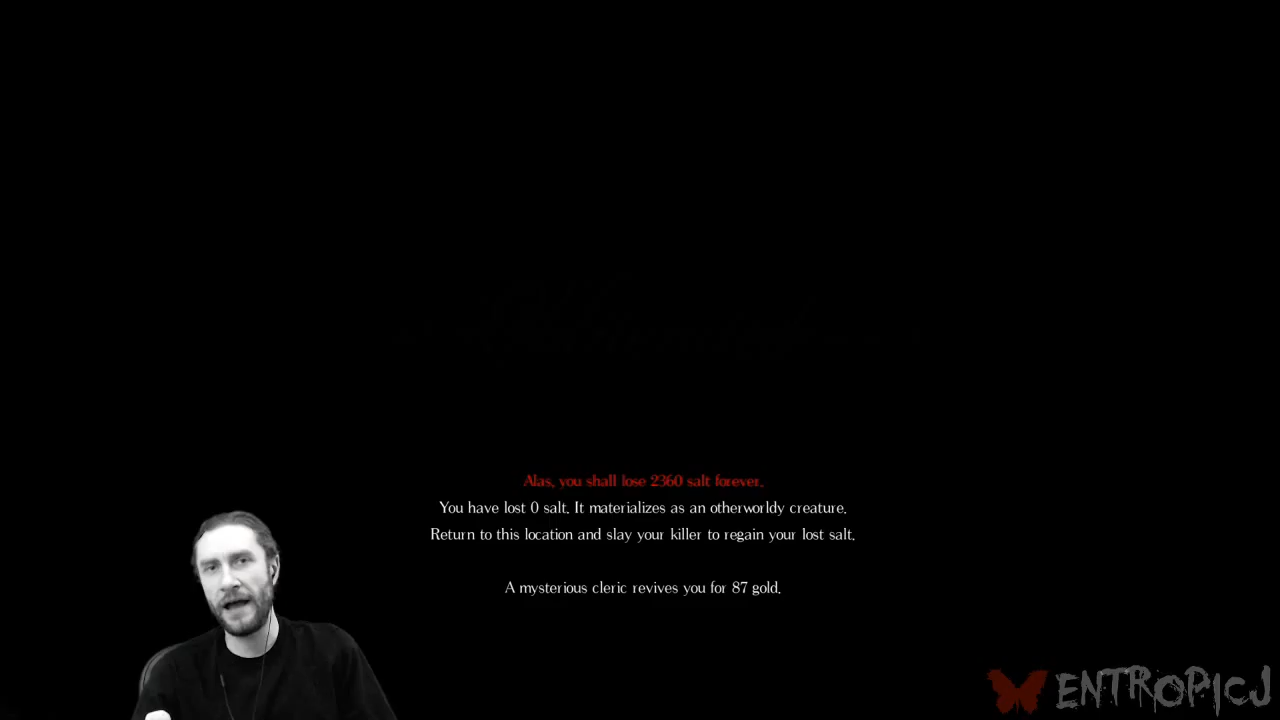 Alas, you shall lose 2360 salt forever.
You have lost 0 salt. It materializes as an otherworldly creature.
Return to this location and slay your killer to regain your lost salt.
A mysterious cleric revives you for 87 gold.
ENTROPICJ